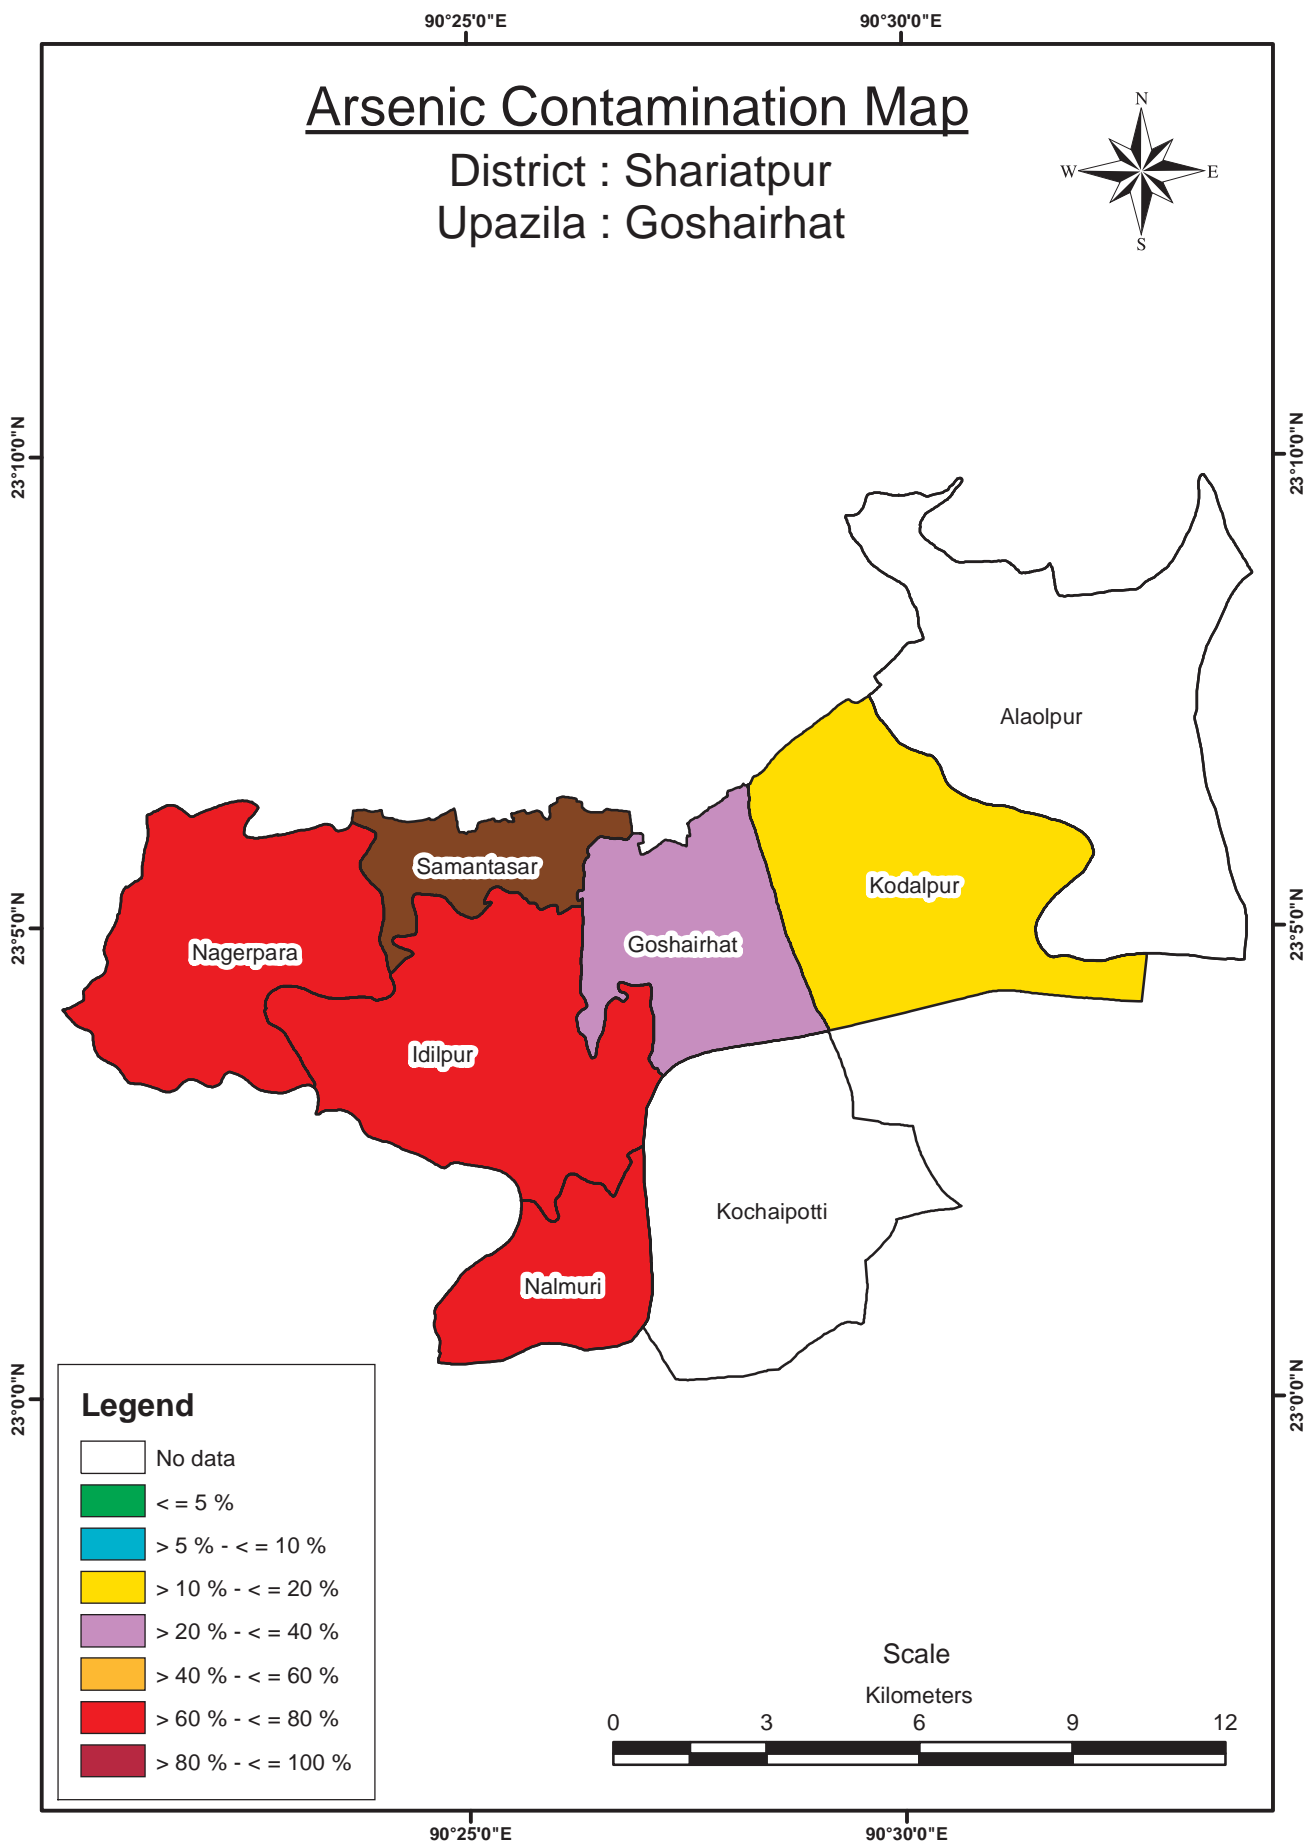 90°25'0"E
90°30'0"E
Arsenic Contamination Map
District : Shariatpur
Upazila : Goshairhat
N
W
E
S
23°10'0"N
23°10'0"N
Alaolpur
Samantasar
Kodalpur
Nagerpara
Goshairhat
23°5'0"N
23°5'0"N
Idilpur
Kochaipotti
Nalmuri
23°0'0"N
23°0'0"N
Legend
No data
< = 5 %
> 5 % - < = 10 %
> 10 % - < = 20 %
> 20 % - < = 40 %
> 40 % - < = 60 %
> 60 % - < = 80 %
> 80 % - < = 100 %
Scale
Kilometers
0 3 6 9 12
90°25'0"E
90°30'0"E